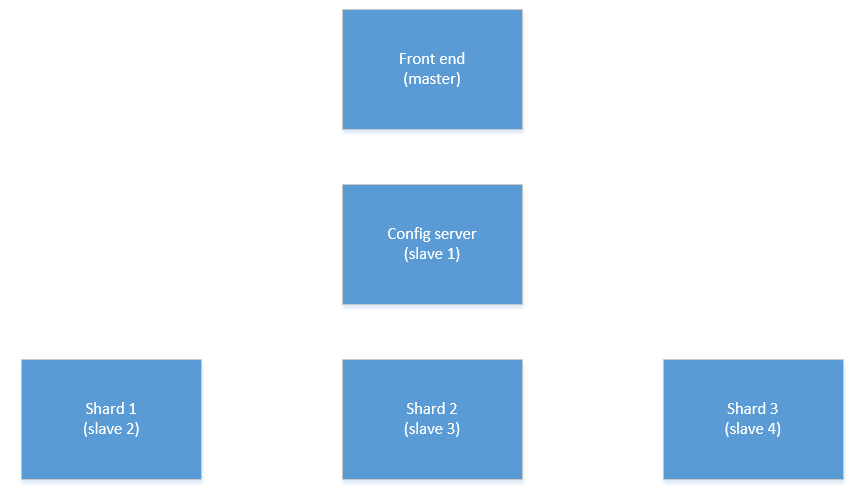 Front end
(master)
Config server
(slave 1)
Shard 1
(slave 2)
Shard 2
(slave 3)
Shard 3
(slave 4)